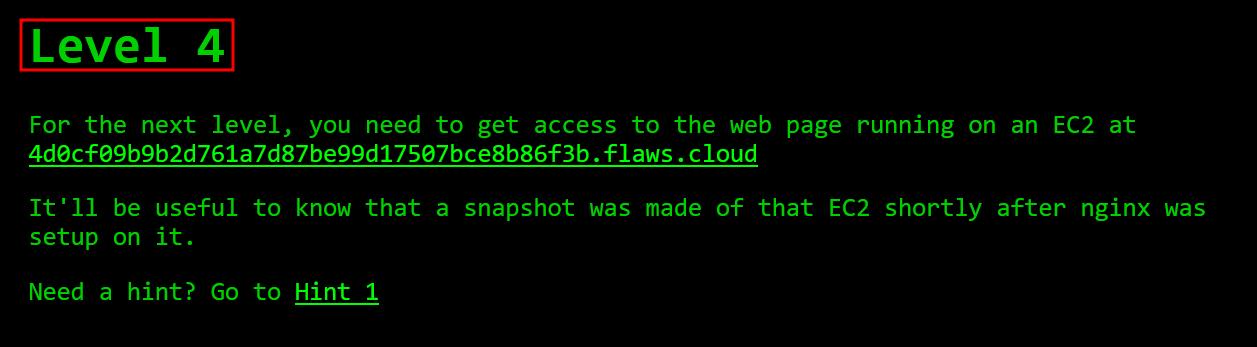 Level 4
For the next level, you need to get access to the web page running on an EC2 at
4d0cf09b9b2d761a7d87be99d17507bce8b86f3b.flaws.cloud
It'll be useful to know that a snapshot was made of that EC2 shortly after nginx was
setup on it.
Need a hint? Go to Hint 1